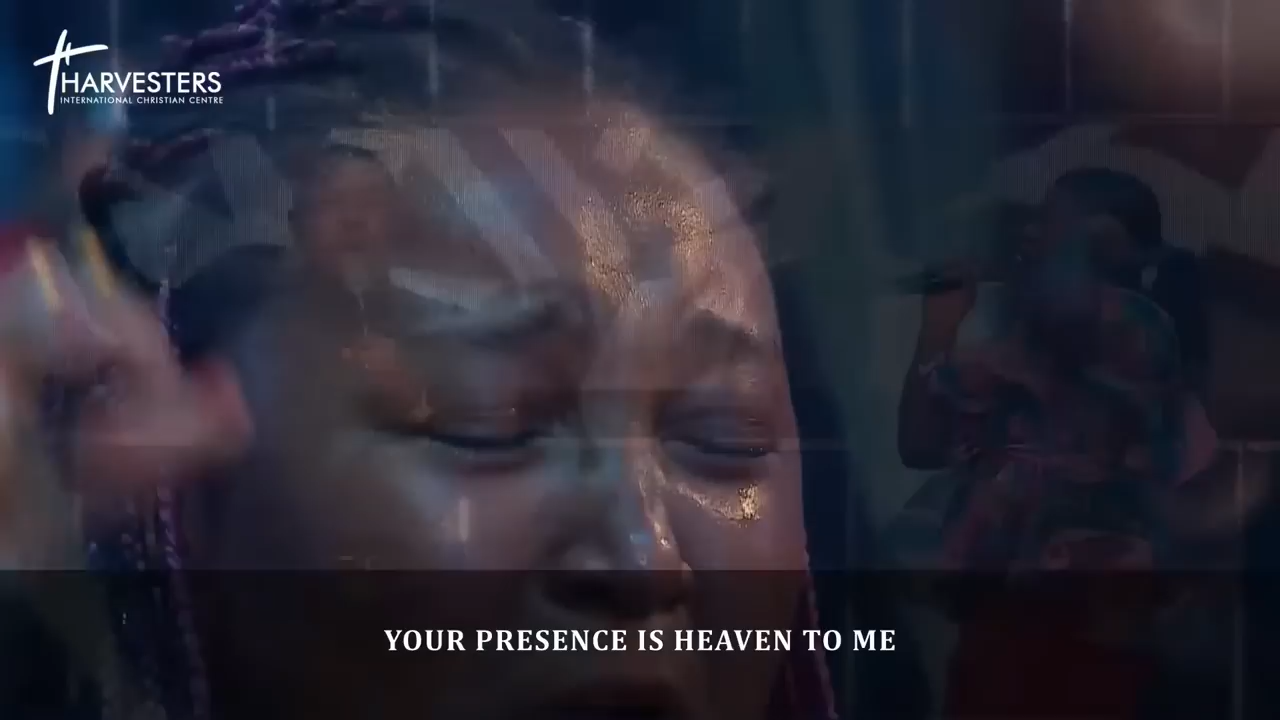 HARVESTERS
INTERNATIONAL CHRISTIAN CENTRE
YOUR PRESENCE IS HEAVEN TO ME